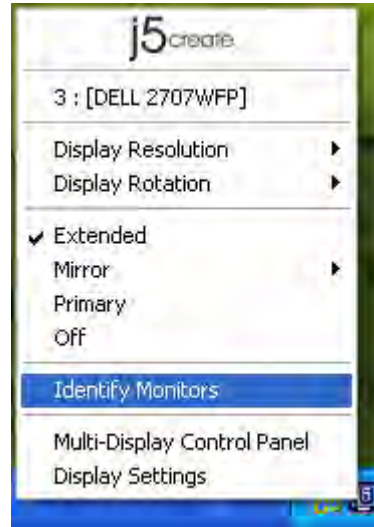 j5create
3 : [DELL 2707WFP]
Display Resolution
Display Rotation
Extended
Mirror
Primary
Off
Identify Monitors
Multi-Display Control Panel
Display Settings
5